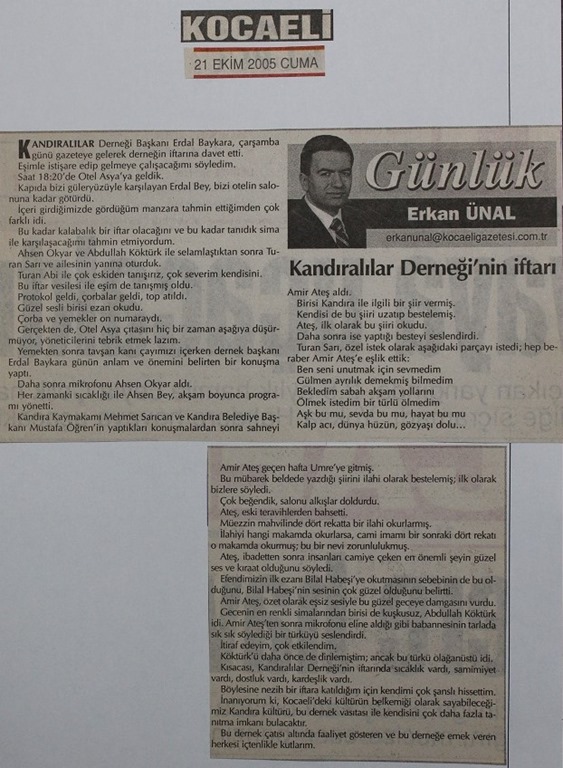 KOCAELİ
21 EKİM 2005 CUMA
KANDIRALILAR Derneği Başkanı Erdal Baykara, çarşamba
günü gazeteye gelerek derneğin iftarına davet etti.
Eşimle istişare edip gelmeye çalışacağımı söyledim.
Saat 18:20'de Otel Asya'ya geldik.
Kapıda bizi güleryüzüyle karşılayan Erdal Bey, bizi otelin salo-
nuna kadar götürdü.
İçeri girdiğimizde gördüğüm manzara tahmin ettiğimden çok
farklı idi.
Bu kadar kalabalık bir iftar olacağını ve bu kadar tanıdık sima
ile karşılaşacağımı tahmin etmiyordum.
Ahsen Okyar ve Abdullah Köktürk ile selamlaştıktan sonra Tu-
ran Sarı ve ailesinin yanına oturduk.
Turan Abi ile çok eskiden tanışırız, çok severim kendisini.
Bu iftar vesilesi ile eşim de tanışmış oldu.
Protokol geldi, çorbalar geldi, top atıldı.
Güzel sesli birisi ezan okudu.
Çorba ve yemekler on numaraydı.
Gerçekten de, Otel Asya çıtasını hiç bir zaman aşağıya düşür-
müyor, yöneticilerini tebrik etmek lazım.
Yemekten sonra tavşan kanı çayımızı içerken dernek başkanı
Erdal Baykara günün anlam ve önemini belirten bir konuşma
yaptı.
Daha sonra mikrofonu Ahsen Okyar aldı.
Her zamanki sıcaklığı ile Ahsen Bey, akşam boyunca progra-
mı yönetti.
Kandıra Kaymakamı Mehmet Sarıcan ve Kandıra Belediye Baş-
kanı Mustafa Öğren'in yaptıkları konuşmalardan sonra sahneyi
Günlük
Erkan ÜNAL
erkanunal@kocaeligazetesi.com.tr
Kandıralılar Derneği'nin iftarı
Amir Ateş aldı.
Birisi Kandıra ile ilgili bir şiir vermiş.
Kendisi de bu şiiri uzatıp bestelemiş.
Ateş, ilk olarak bu şiiri okudu.
Daha sonra ise yaptığı besteyi seslendirdi.
Turan Sarı, özel istek olarak aşağıdaki parçayı istedi; hep be-
raber Amir Ateş'e eşlik ettik:
Ben seni unutmak için sevmedim
Gülmen ayrılık demekmiş bilmedim
Bekledim sabah akşam yollarını
Ölmek istedim bir türlü ölmedim
Aşk bu mu, sevda bu mu, hayat bu mu
Kalp acı, dünya hüzün, gözyaşı dolu...
Amir Ateş geçen hafta Umre'ye gitmiş.
Bu mübarek beldede yazdığı şiirini ilahi olarak bestelemiş; ilk olarak
bizlere söyledi.
Çok beğendik, salonu alkışlar doldurdu.
Ateş, eski teravihlerden bahsetti.
Müezzin mahvilinde dört rekatta bir ilahi okurlarmış.
İlahiyi hangi makamda okurlarsa, cami imamı bir sonraki dört rekatı
o makamda okurmuş; bu bir nevi zorunlulukmuş.
Ateş, ibadetten sonra insanları camiye çeken en önemli şeyin güzel
ses ve kıraat olduğunu söyledi.
Efendimizin ilk ezanı Bilal Habeşi'ye okutmasının sebebinin de bu ol-
duğunu, Bilal Habeşi'nin sesinin çok güzel olduğunu belirtti.
Amir Ateş, özet olarak eşsiz sesiyle bu güzel geceye damgasını vurdu.
Gecenin en renkli simalarından birisi de kuşkusuz, Abdullah Köktürk
idi. Amir Ateş'ten sonra mikrofonu eline aldığı gibi babannesinin tarlada
sık sık söylediği bir türküyü seslendirdi.
İtiraf edeyim, çok etkilendim.
Köktürk'ü daha önce de dinlemiştim; ancak bu türkü olağanüstü idi.
Kısacası, Kandıralılar Derneği'nin iftarında sıcaklık vardı, samimiyet
vardı, dostluk vardı, kardeşlik vardı.
Böylesine nezih bir iftara katıldığım için kendimi çok şanslı hissettim.
İnanıyorum ki, Kocaeli'deki kültürün belkemiği olarak sayabileceği-
miz Kandıra kültürü, bu dernek vasıtası ile kendisini çok daha fazla ta-
nıtma imkanı bulacaktır.
Bu dernek çatısı altında faaliyet gösteren ve bu derneğe emek veren
herkesi içtenlikle kutlarım.